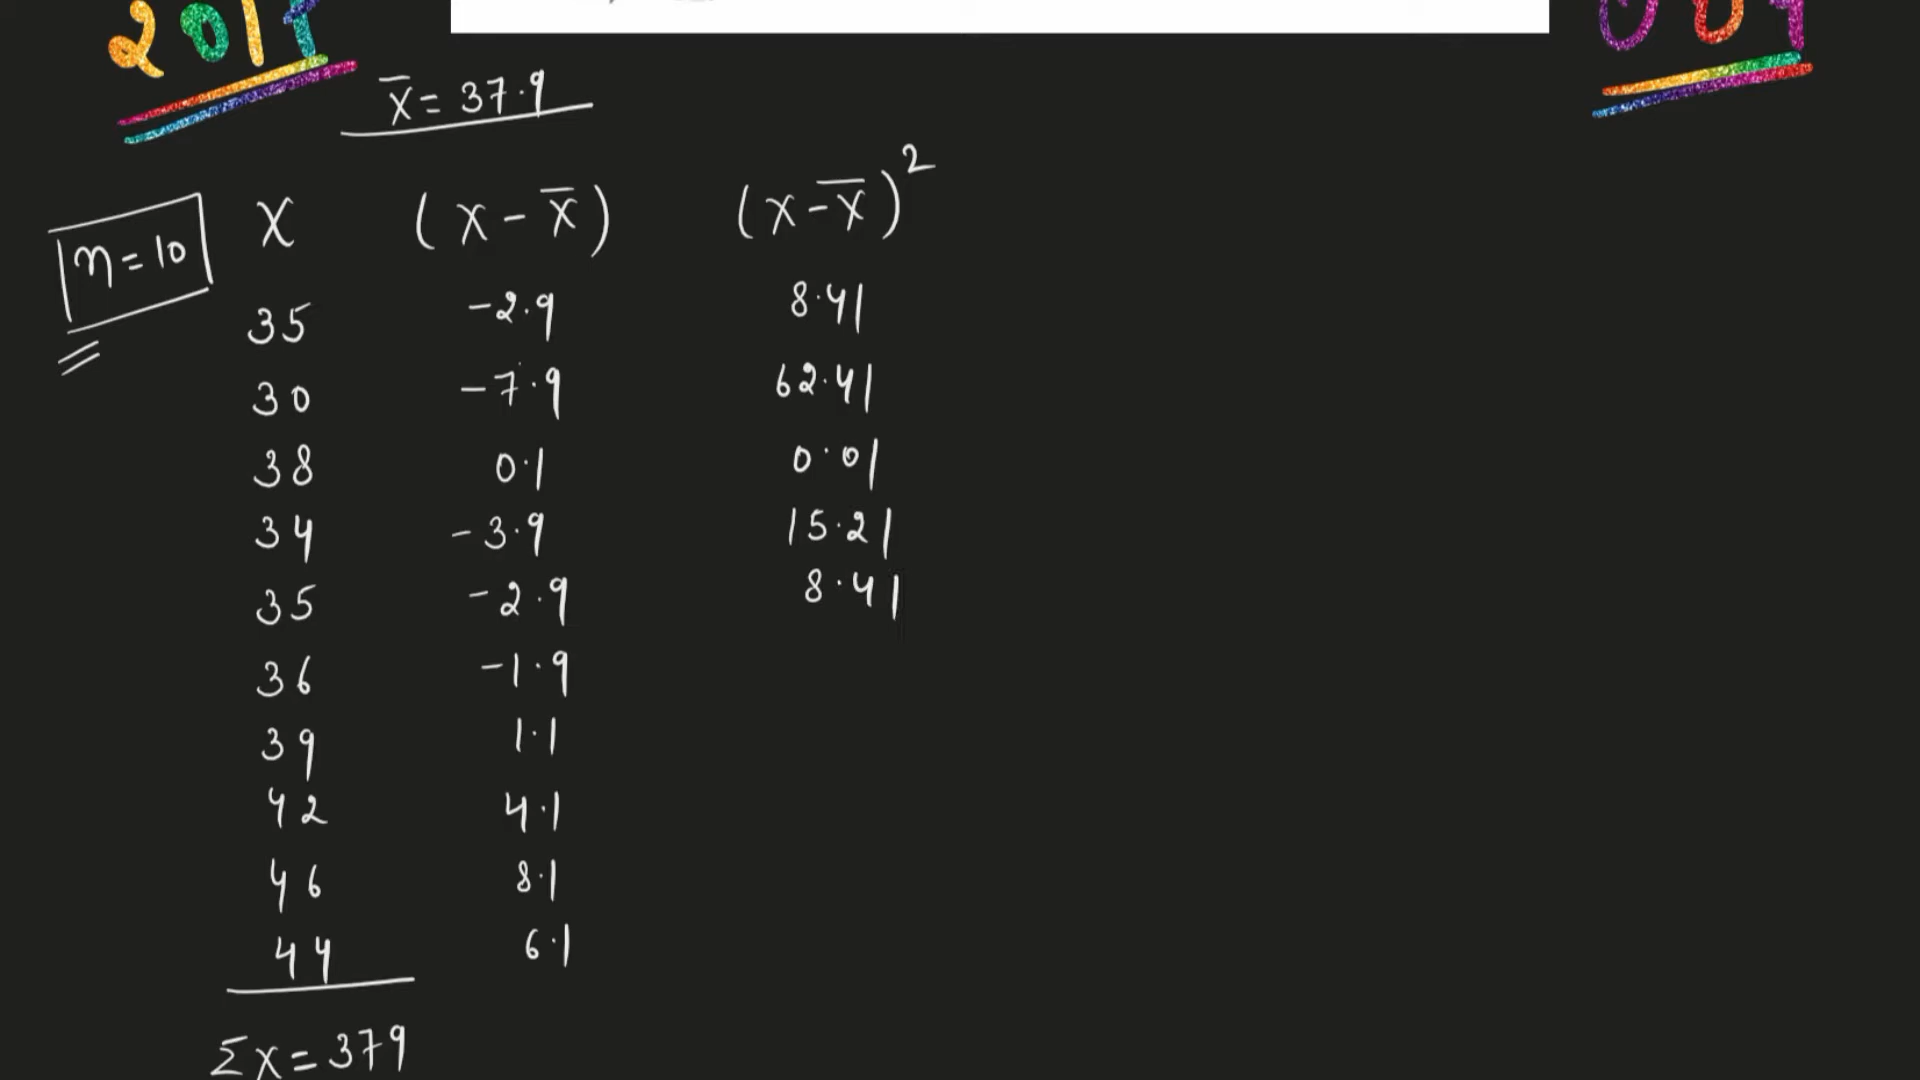 x̄ = 37.9
n=10
X (x-x̄) (x-x̄)²
35 -2.9 8.41
30 -7.9 62.41
38 0.1 0.01
34 -3.9 15.21
35 -2.9 8.41
36 -1.9
39 1.1
42 4.1
46 8.1
44 6.1
Σx=379